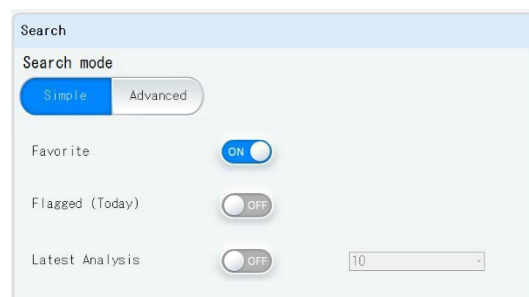 Search
Search mode
Simple Advanced
Favorite ON
Flagged (Today) OFF
Latest Analysis OFF 10